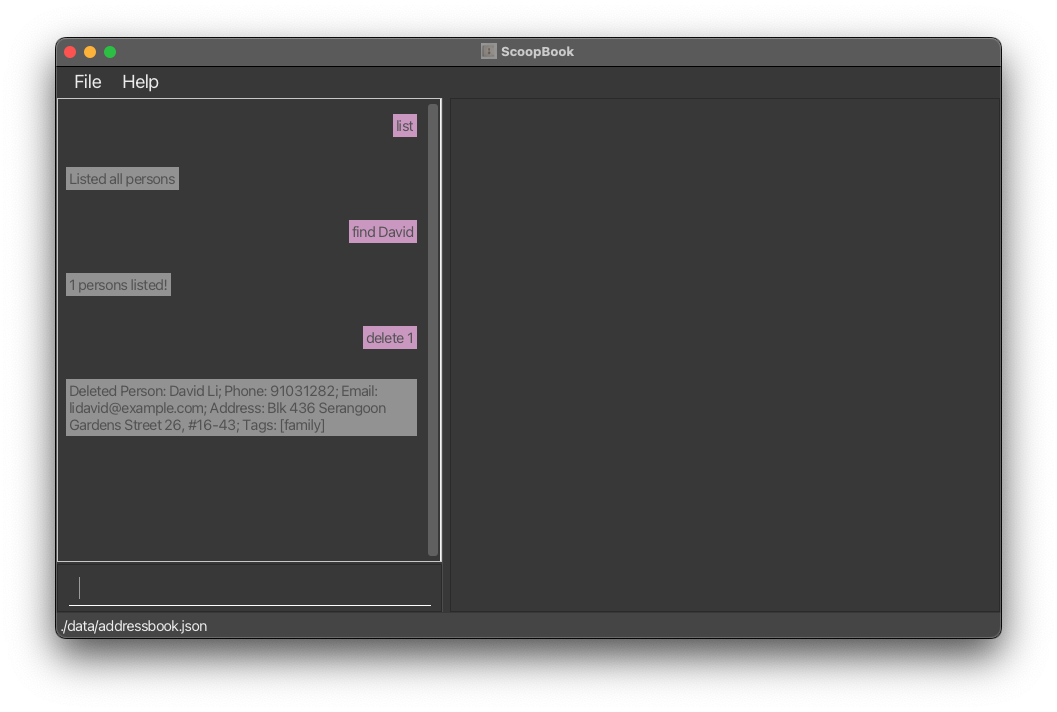 ScoopBook
File Help
list
Listed all persons
find David
1 persons listed!
delete 1
Deleted Person: David Li; Phone: 91031282; Email:
lidavid@example.com; Address: Blk 436 Serangoon
Gardens Street 26, #16-43; Tags: [family]
./data/addressbook.json